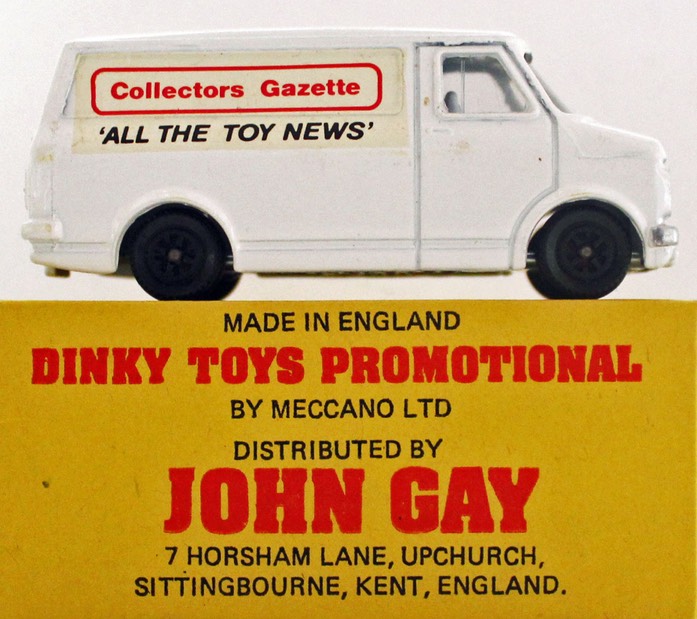 Collectors Gazette
‘ALL THE TOY NEWS’
MADE IN ENGLAND
DINKY TOYS PROMOTIONAL
BY MECCANO LTD
DISTRIBUTED BY
JOHN GAY
7 HORSHAM LANE, UPCHURCH,
SITTINGBOURNE, KENT, ENGLAND.